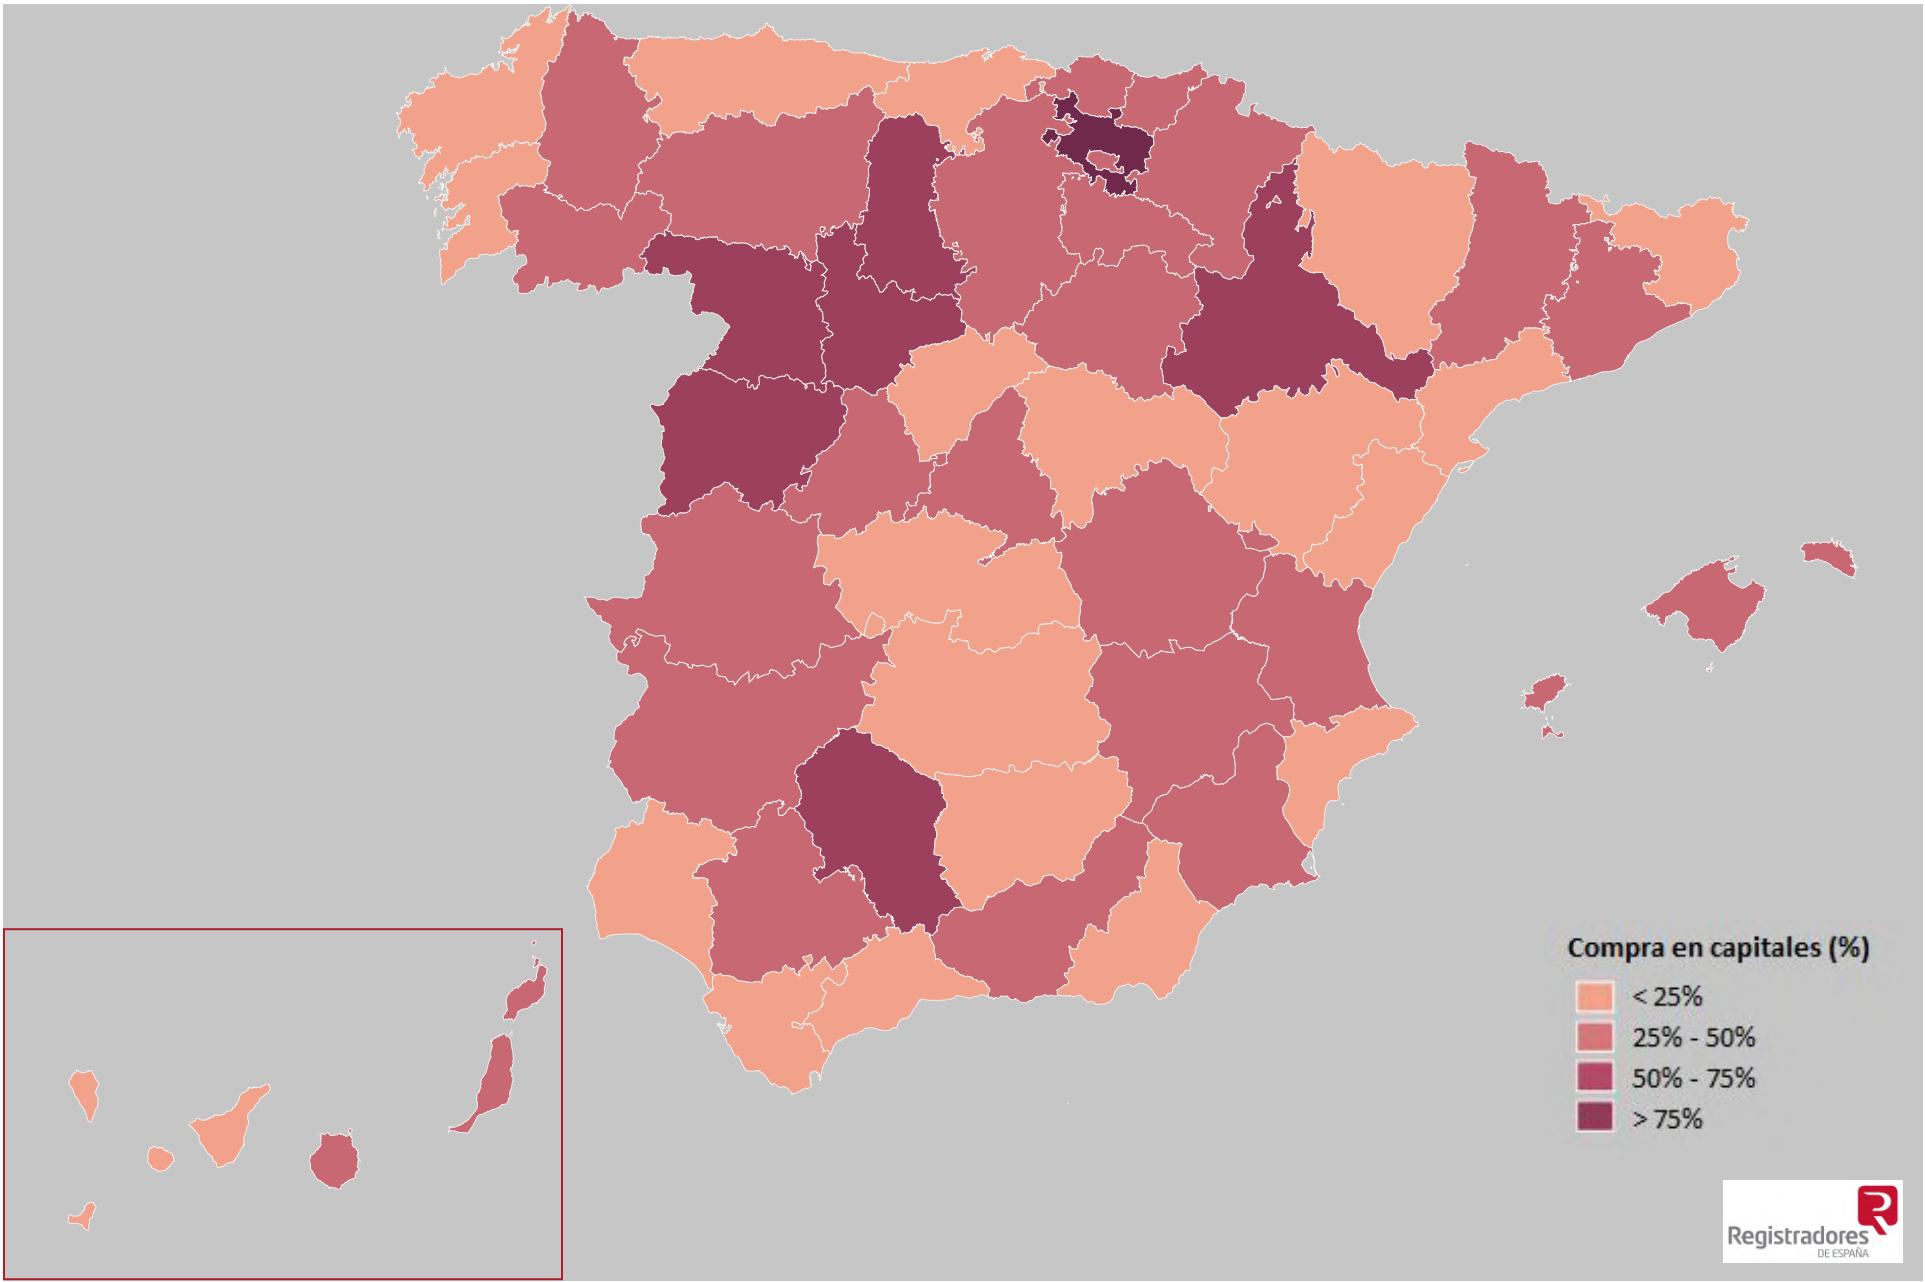 Compra en capitales (%)
< 25%
25% - 50%
50% - 75%
> 75%
Registradores
DE ESPAÑA